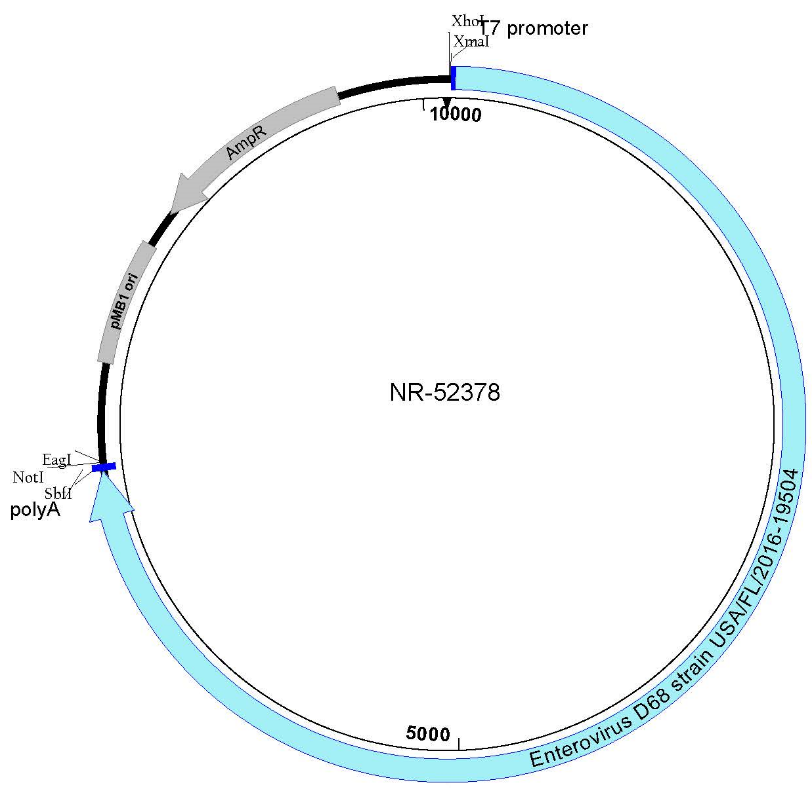 XhoI
T7 promoter
XmaI
10000
AmpR
pMB1 ori
NR-52378
EagI
NotI
SbfI
polyA
Enterovirus D68 strain USA/FL/2016-19504
5000